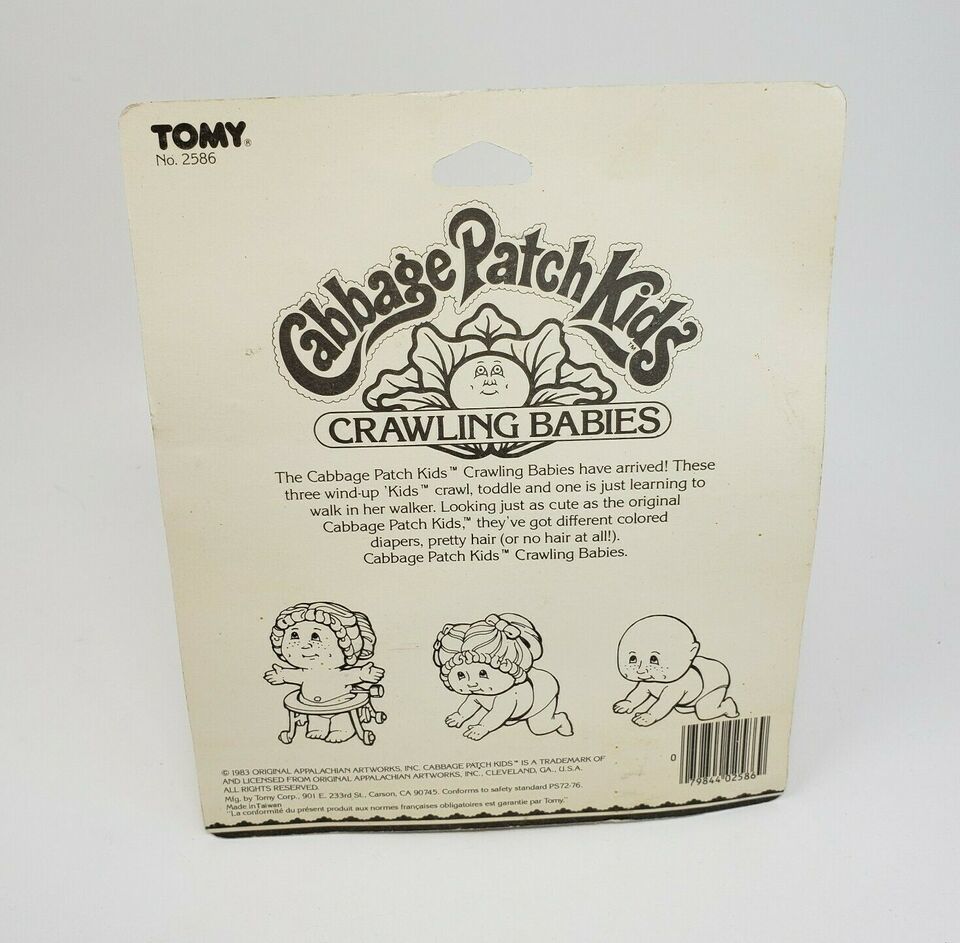 TOMY®
No. 2586
Cabbage Patch Kids™
CRAWLING BABIES
The Cabbage Patch Kids™ Crawling Babies have arrived! These
three wind-up 'Kids™ crawl, toddle and one is just learning to
walk in her walker. Looking just as cute as the original
Cabbage Patch Kids,™ they've got different colored
diapers, pretty hair (or no hair at all!).
Cabbage Patch Kids™ Crawling Babies.
© 1983 ORIGINAL APPALACHIAN ARTWORKS, INC. CABBAGE PATCH KIDS™ IS A TRADEMARK OF
AND LICENSED FROM ORIGINAL APPALACHIAN ARTWORKS, INC., CLEVELAND, GA., U.S.A.
ALL RIGHTS RESERVED.
Mfg. by Tomy Corp., 901 E. 233rd St., Carson, CA 90745. Conforms to safety standard PS72-76.
Made in Taiwan
"La conformité du présent produit aux normes françaises obligatoires est garantie par Tomy."
0 79844 02586